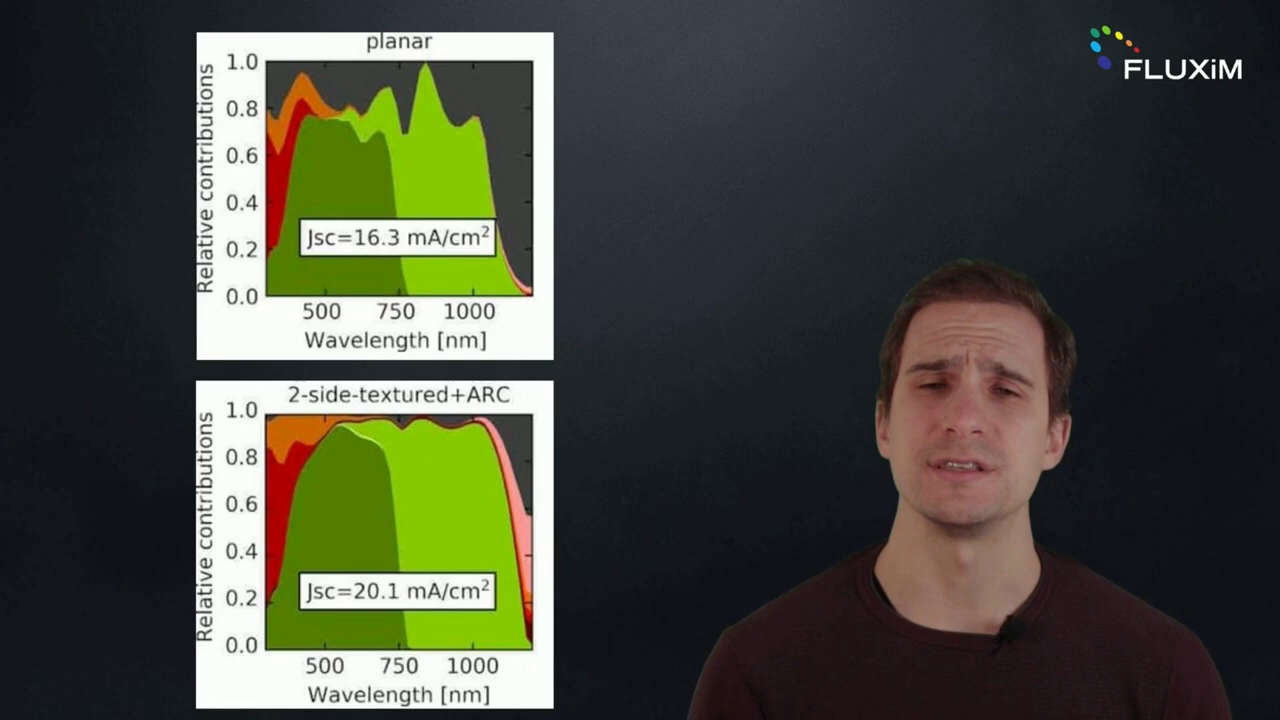 planar
Relative contributions
1.0
0.8
0.6
0.4
0.2
0.0
Jsc=16.3 mA/cm²
500 750 1000
Wavelength [nm]
2-side-textured+ARC
Relative contributions
1.0
0.8
0.6
0.4
0.2
0.0
Jsc=20.1 mA/cm²
500 750 1000
Wavelength [nm]
FLUXiM